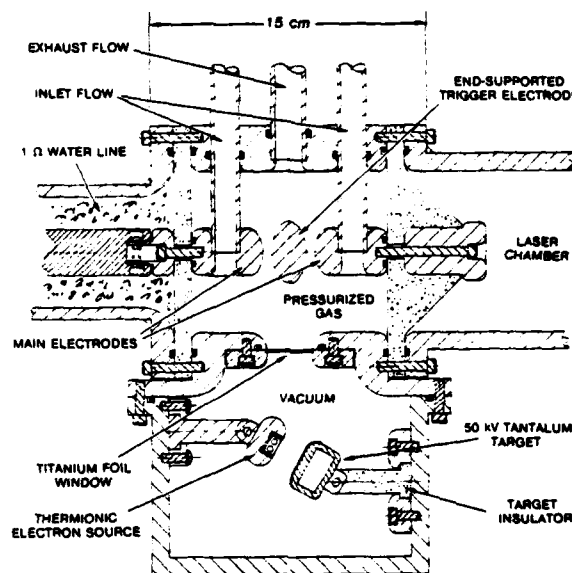 15 cm
EXHAUST FLOW
INLET FLOW
END-SUPPORTED
TRIGGER ELECTROD
1 Ω WATER LINE
LASER
CHAMBER
PRESSURIZED
GAS
MAIN ELECTRODES
VACUUM
50 kV TANTALUM
TARGET
TITANIUM FOIL
WINDOW
THERMIONIC
ELECTRON SOURCE
TARGET
INSULATOR